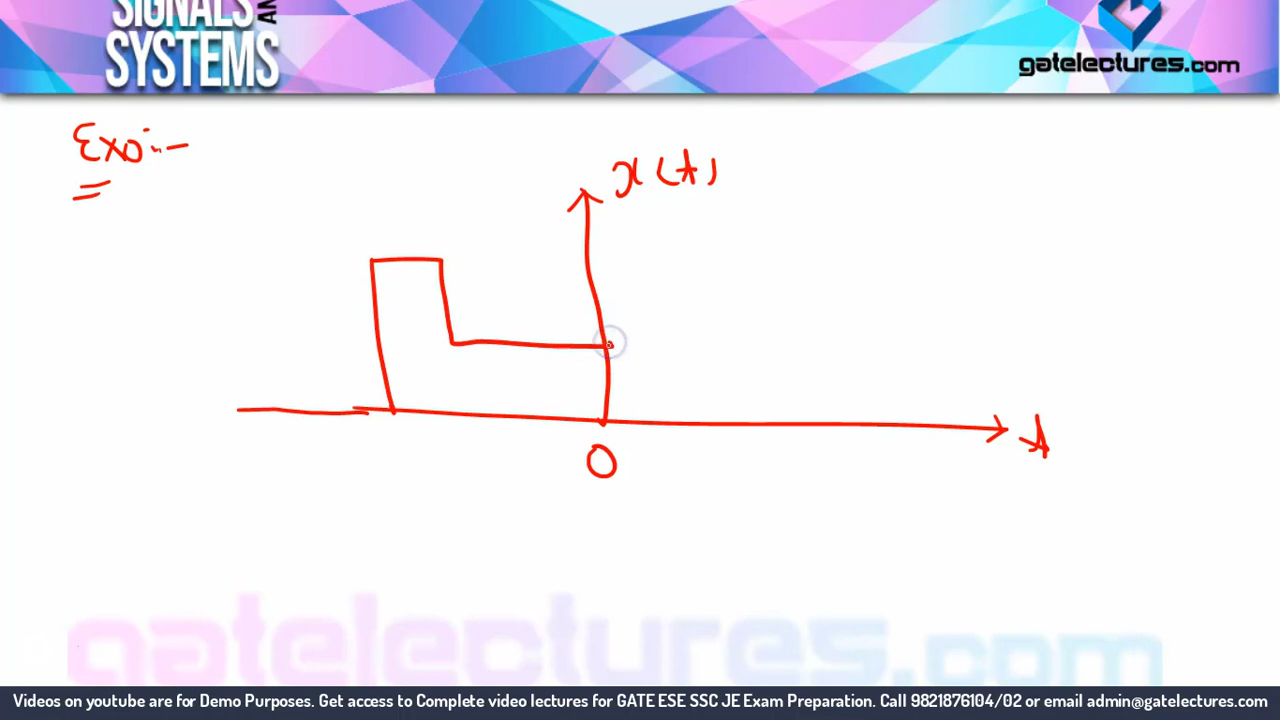 SIGNALS AND
SYSTEMS
gatelectures.com
Exo:-
x(t)
t
0
gatelectures.com
Videos on youtube are for Demo Purposes. Get access to Complete video lectures for GATE ESE SSC JE Exam Preparation. Call 9821876104/02 or email admin@gatelectures.com